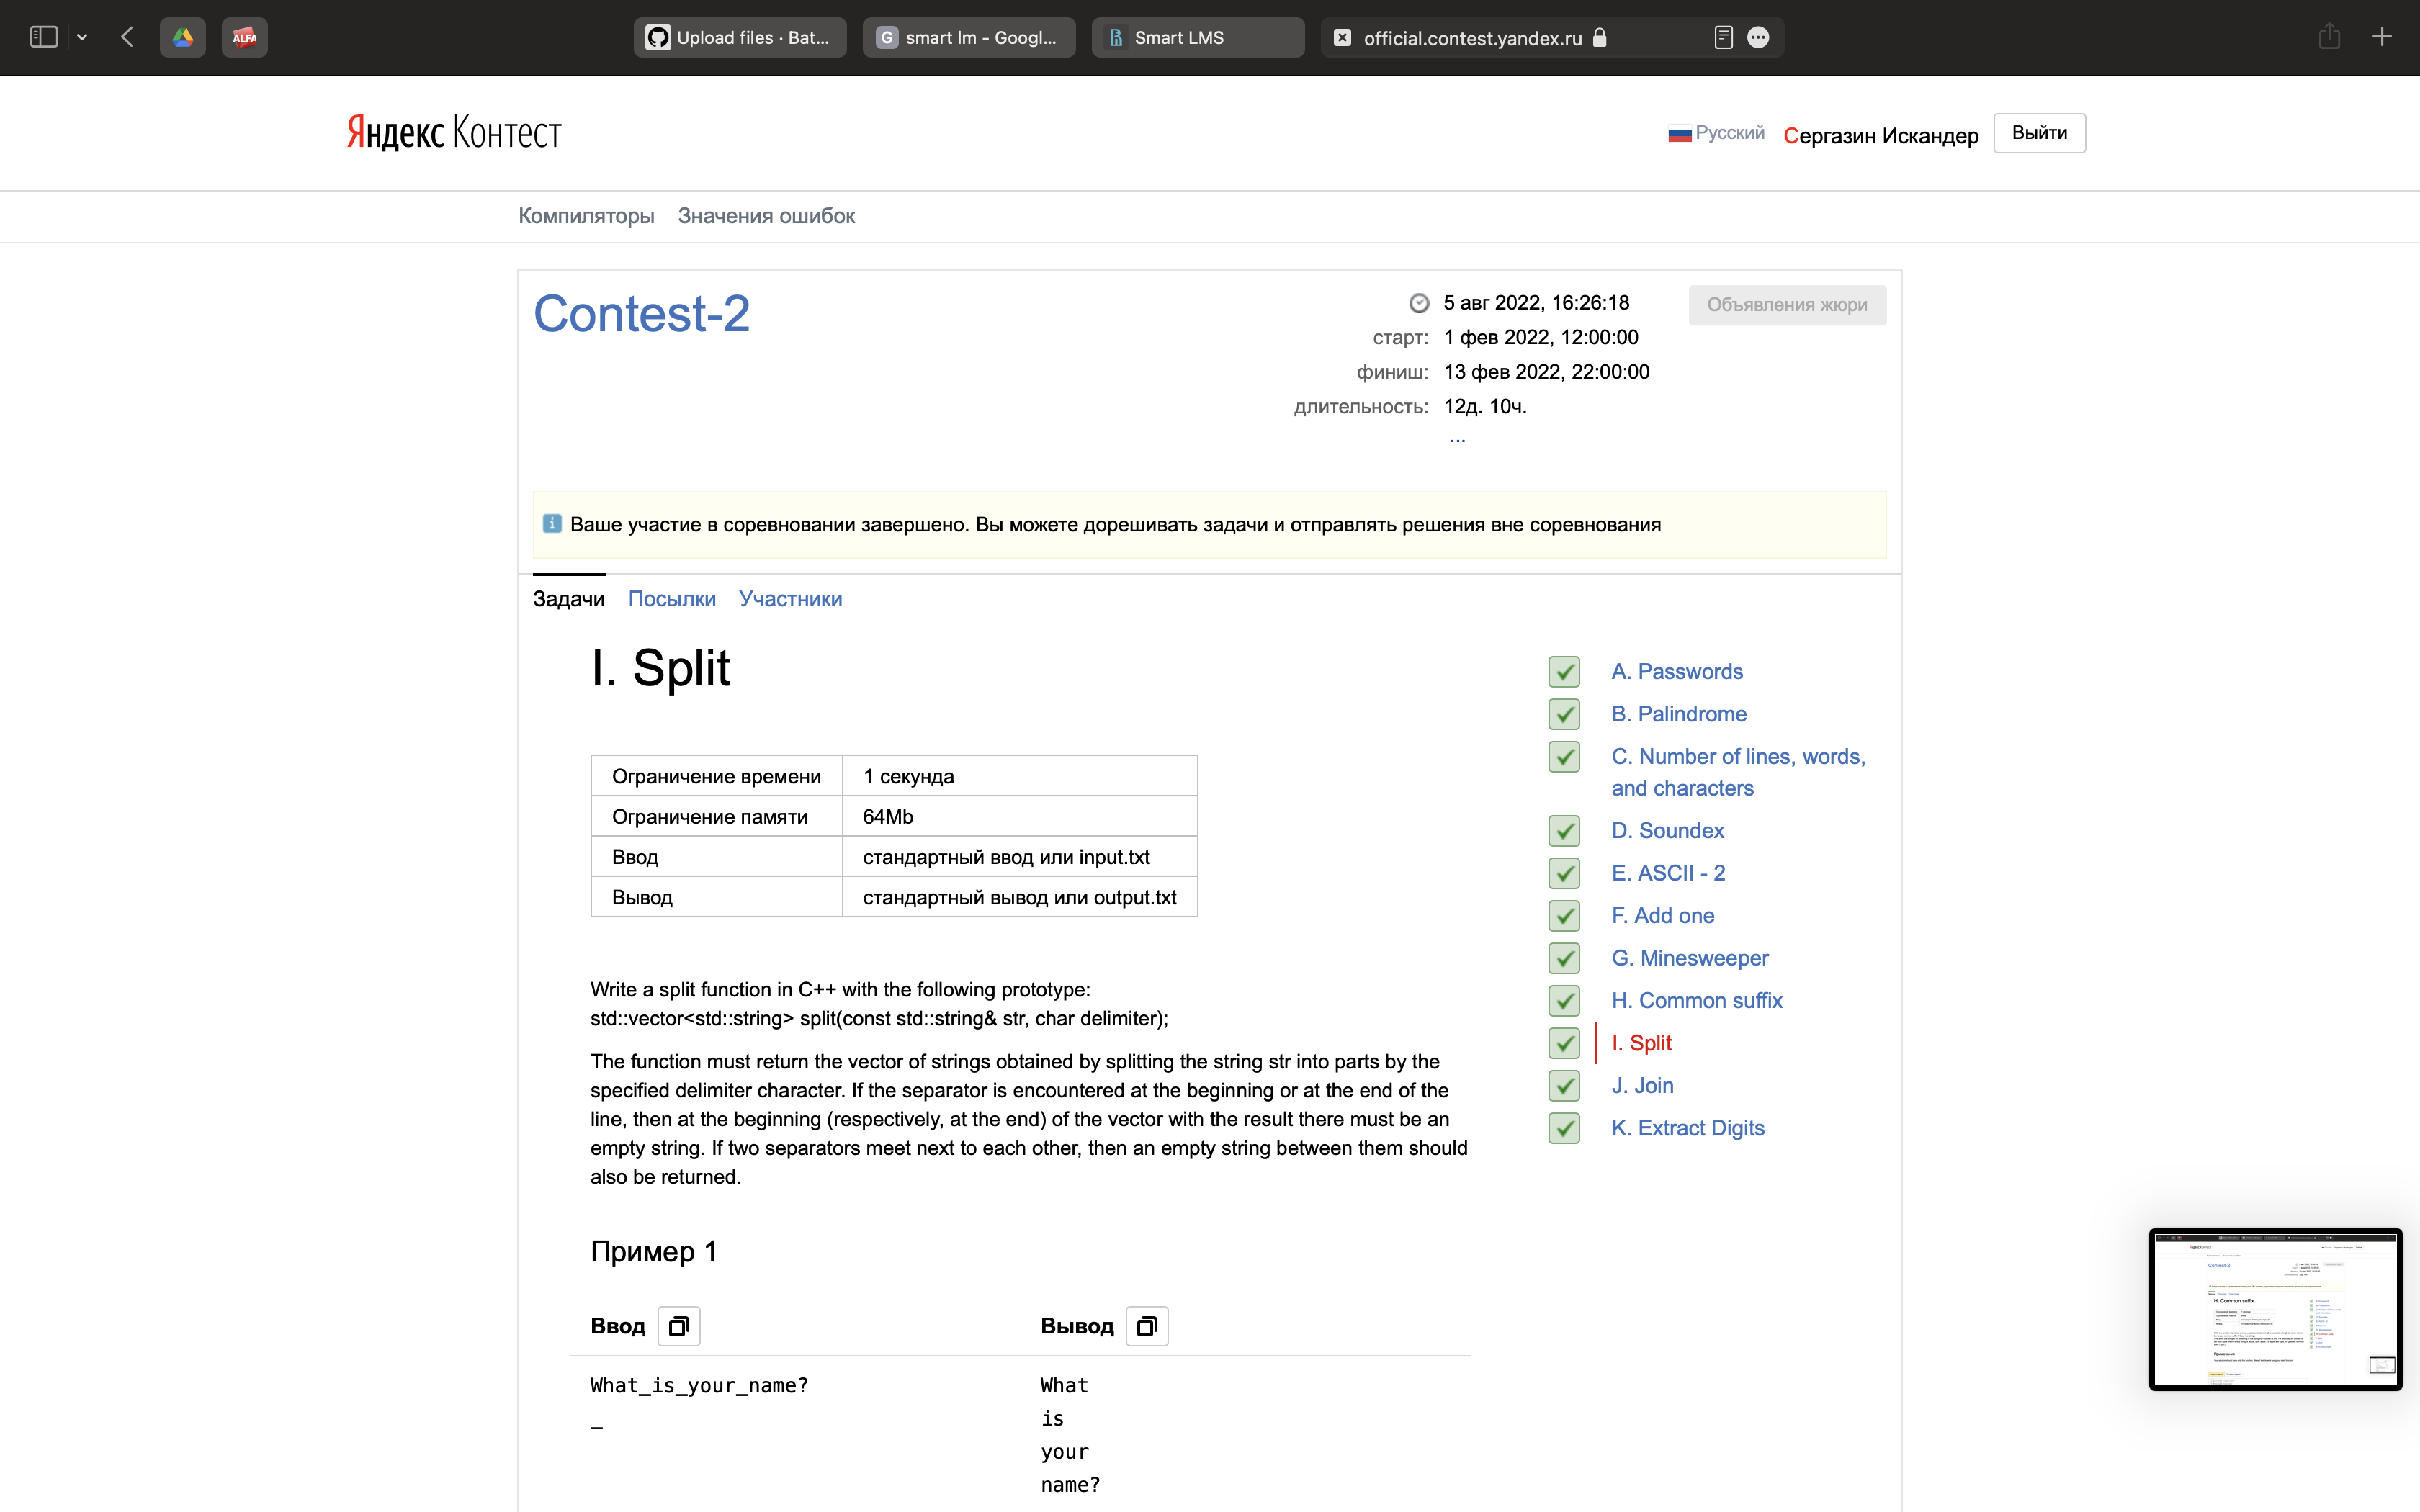 ALFA
Upload files · Bat...
G smart lm - Googl...
Smart LMS
official.contest.yandex.ru
Яндекс Контест
Русский
Сергазин Искандер
Выйти
Компиляторы Значения ошибок
Contest-2
5 авг 2022, 16:26:18
Объявления жюри
старт: 1 фев 2022, 12:00:00
финиш: 13 фев 2022, 22:00:00
длительность: 12д. 10ч.
...
Ваше участие в соревновании завершено. Вы можете дорешивать задачи и отправлять решения вне соревнования
Задачи Посылки Участники
I. Split
Ограничение времени 1 секунда
Ограничение памяти 64Mb
Ввод стандартный ввод или input.txt
Вывод стандартный вывод или output.txt
Write a split function in C++ with the following prototype:
std::vector<std::string> split(const std::string& str, char delimiter);
The function must return the vector of strings obtained by splitting the string str into parts by the
specified delimiter character. If the separator is encountered at the beginning or at the end of the
line, then at the beginning (respectively, at the end) of the vector with the result there must be an
empty string. If two separators meet next to each other, then an empty string between them should
also be returned.
Пример 1
Ввод Вывод
What_is_your_name? What
_ is
your
name?
A. Passwords
B. Palindrome
C. Number of lines, words,
and characters
D. Soundex
E. ASCII - 2
F. Add one
G. Minesweeper
H. Common suffix
I. Split
J. Join
K. Extract Digits
Contest-2
H. Common suffix